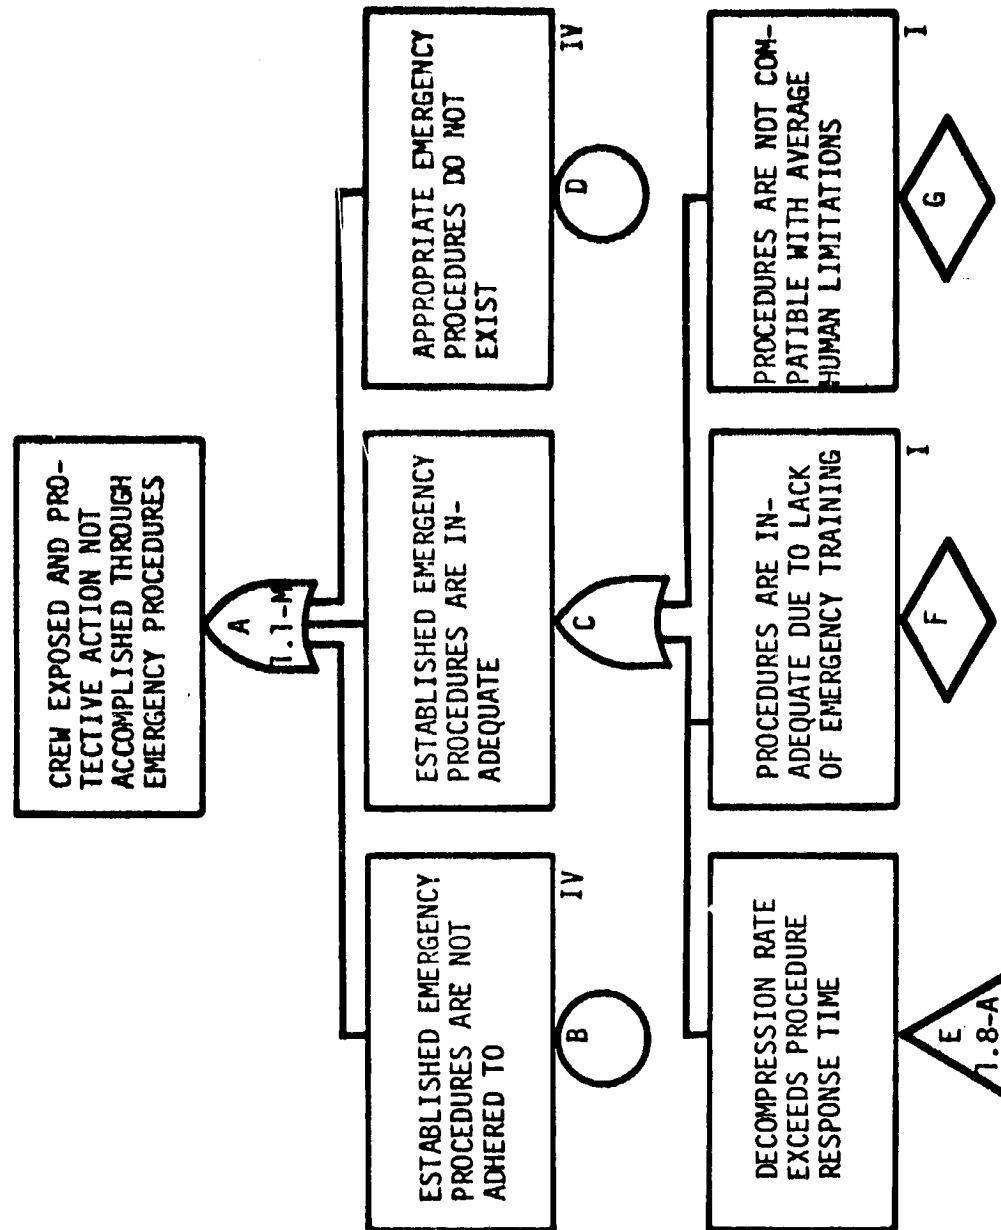 CREW EXPOSED AND PRO-
TECTIVE ACTION NOT
ACCOMPLISHED THROUGH
EMERGENCY PROCEDURES
A
1.1-M
ESTABLISHED EMERGENCY
PROCEDURES ARE NOT
ADHERED TO
IV
B
ESTABLISHED EMERGENCY
PROCEDURES ARE IN-
ADEQUATE
C
APPROPRIATE EMERGENCY
PROCEDURES DO NOT
EXIST
IV
D
DECOMPRESSION RATE
EXCEEDS PROCEDURE
RESPONSE TIME
E
1.8-A
PROCEDURES ARE IN-
ADEQUATE DUE TO LACK
OF EMERGENCY TRAINING
I
F
PROCEDURES ARE NOT COM-
PATIBLE WITH AVERAGE
HUMAN LIMITATIONS
I
G